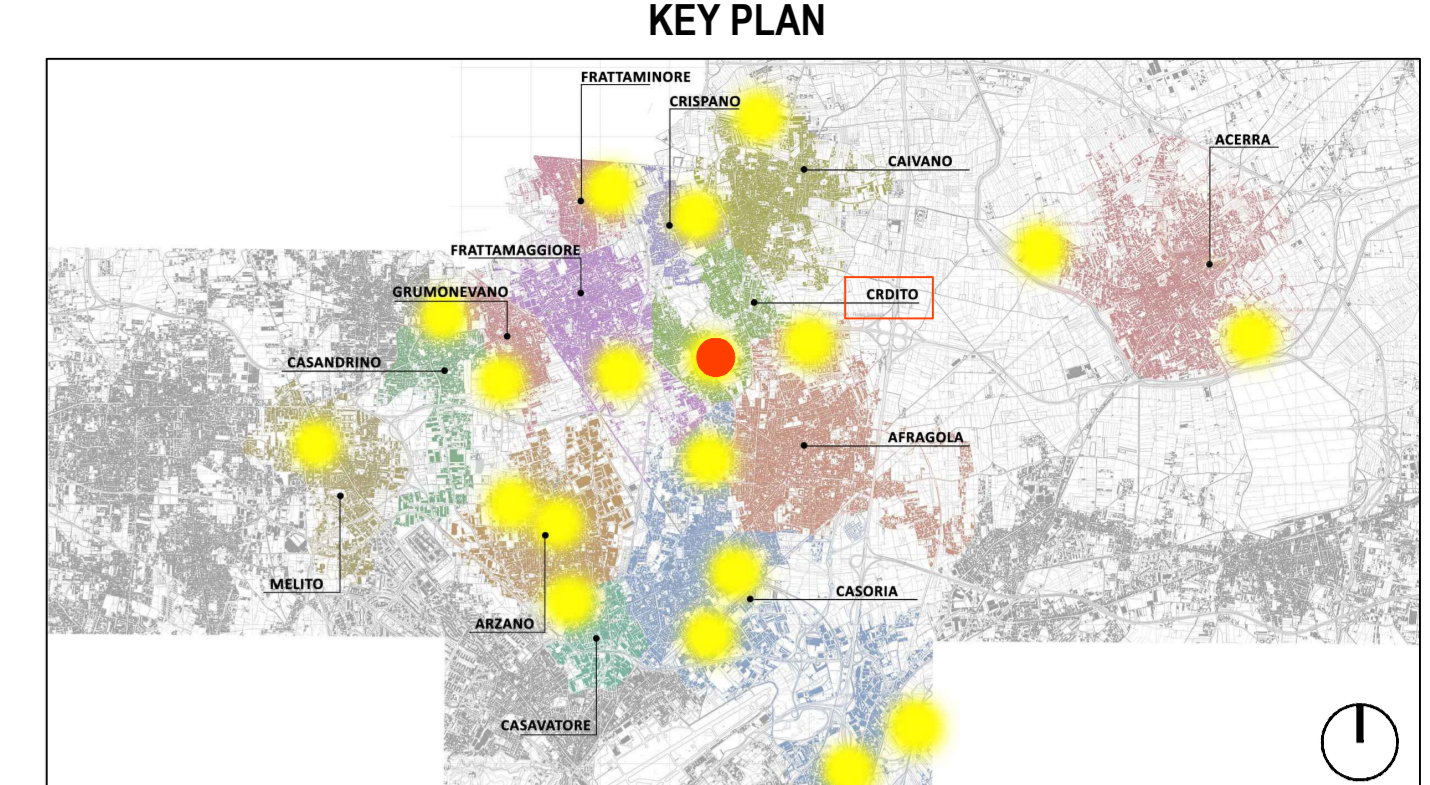 KEY PLAN
FRATTAMINORE
CRISPANO
ACERRA
CAIVANO
FRATTAMAGGIORE
GRUMONEVANO
CRDITO
CASANDRINO
AFRAGOLA
MELITO
CASORIA
ARZANO
CASAVATORE